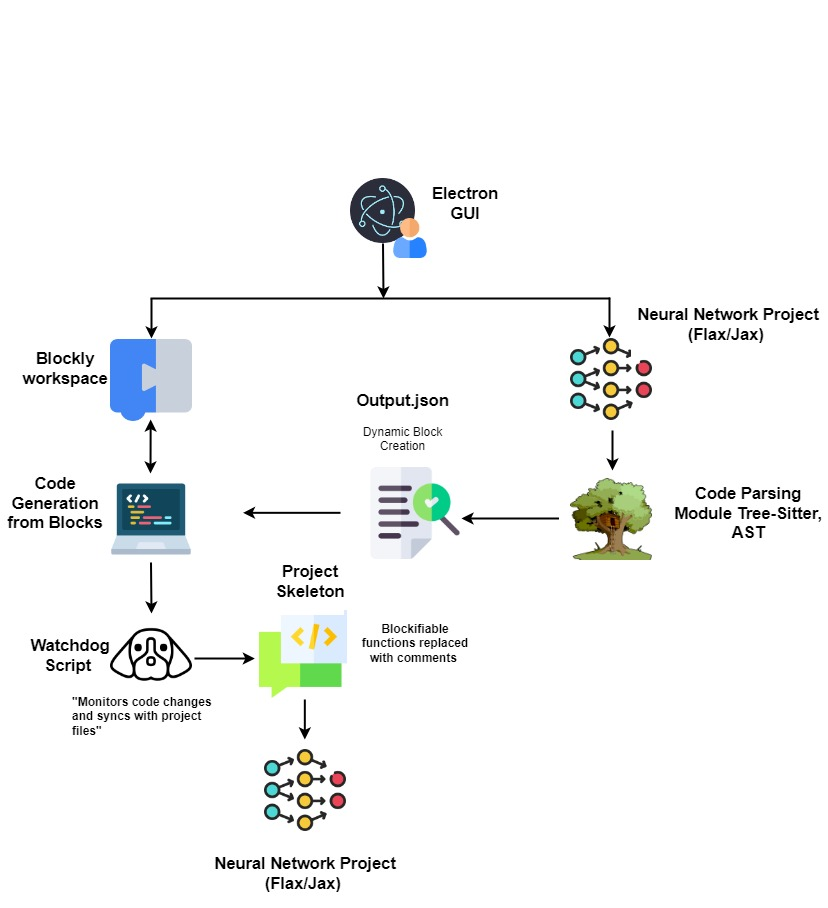 Electron
GUI
Neural Network Project
(Flax/Jax)
Blockly
workspace
Output.json
Dynamic Block
Creation
Code
Generation
from Blocks
</>
Code Parsing
Module Tree-Sitter,
AST
Project
Skeleton
</>
Blockifiable
functions replaced
with comments
Watchdog
Script
"Monitors code changes
and syncs with project
files"
Neural Network Project
(Flax/Jax)